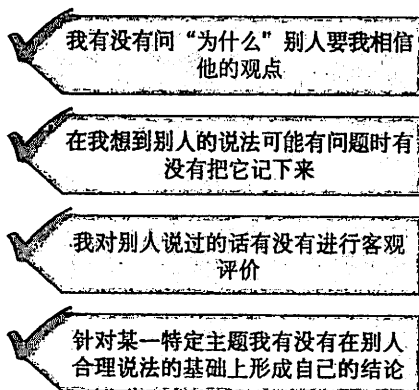 我有没有问“为什么”别人要我相信
他的观点
在我想到别人的说法可能有问题时有
没有把它记下来
我对别人说过的话有没有进行客观
评价
针对某一特定主题我有没有在别人
合理说法的基础上形成自己的结论